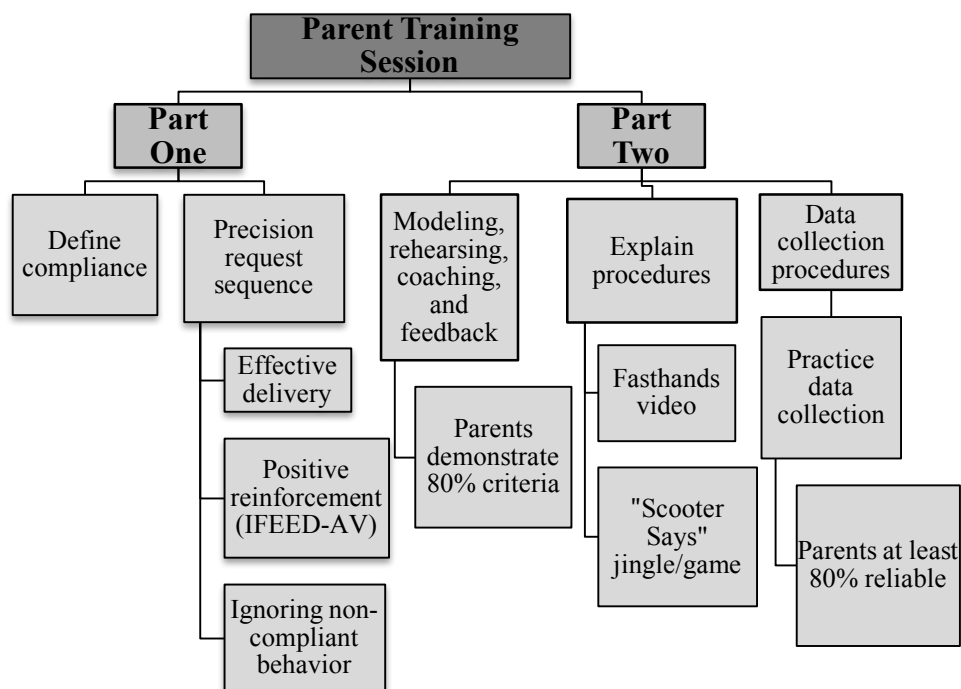 Parent Training
Session
Part
One
Part
Two
Define
compliance
Precision
request
sequence
Effective
delivery
Positive
reinforcement
(IFEED-AV)
Ignoring non-
compliant
behavior
Modeling,
rehearsing,
coaching,
and
feedback
Parents
demonstrate
80% criteria
Explain
procedures
Fasthands
video
"Scooter
Says"
jingle/game
Data
collection
procedures
Practice
data
collection
Parents at least
80% reliable